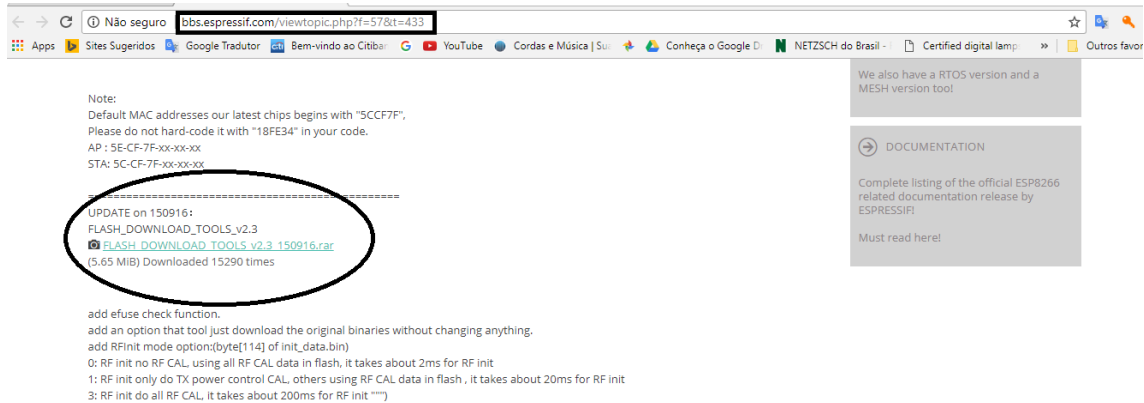 Não seguro bbs.espressif.com/viewtopic.php?f=57&t=433
Apps Sites Sugeridos Google Tradutor Bem-vindo ao Citibar YouTube Cordas e Música | Su Conheça o Google D NETZSCH do Brasil - Certified digital lamp » Outros favor
We also have a RTOS version and a
MESH version too!
Note:
Default MAC addresses our latest chips begins with "5CCF7F",
Please do not hard-code it with "18FE34" in your code.
AP : 5E-CF-7F-xx-xx-xx
STA: 5C-CF-7F-xx-xx-xx
DOCUMENTATION
Complete listing of the official ESP8266
related documentation release by
ESPRESSIF!
Must read here!
==================================================
UPDATE on 150916:
FLASH_DOWNLOAD_TOOLS_v2.3
FLASH_DOWNLOAD_TOOLS_v2.3_150916.rar
(5.65 MiB) Downloaded 15290 times
add efuse check function.
add an option that tool just download the original binaries without changing anything.
add RFInit mode option:(byte[114] of init_data.bin)
0: RF init no RF CAL, using all RF CAL data in flash, it takes about 2ms for RF init
1: RF init only do TX power control CAL, others using RF CAL data in flash , it takes about 20ms for RF init
3: RF init do all RF CAL, it takes about 200ms for RF init """)